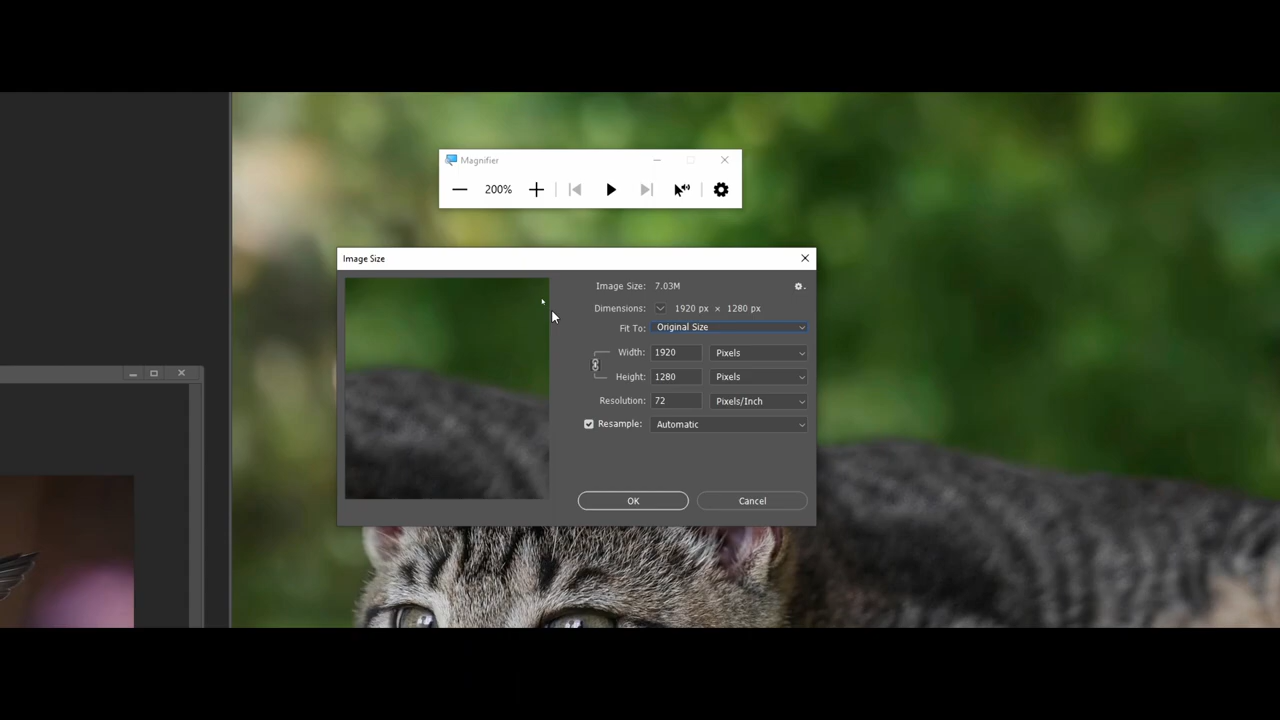 Magnifier
200%
Image Size
Image Size: 7.03M
Dimensions: 1920 px × 1280 px
Fit To: Original Size
Width: 1920 Pixels
Height: 1280 Pixels
Resolution: 72 Pixels/Inch
Resample: Automatic
OK Cancel